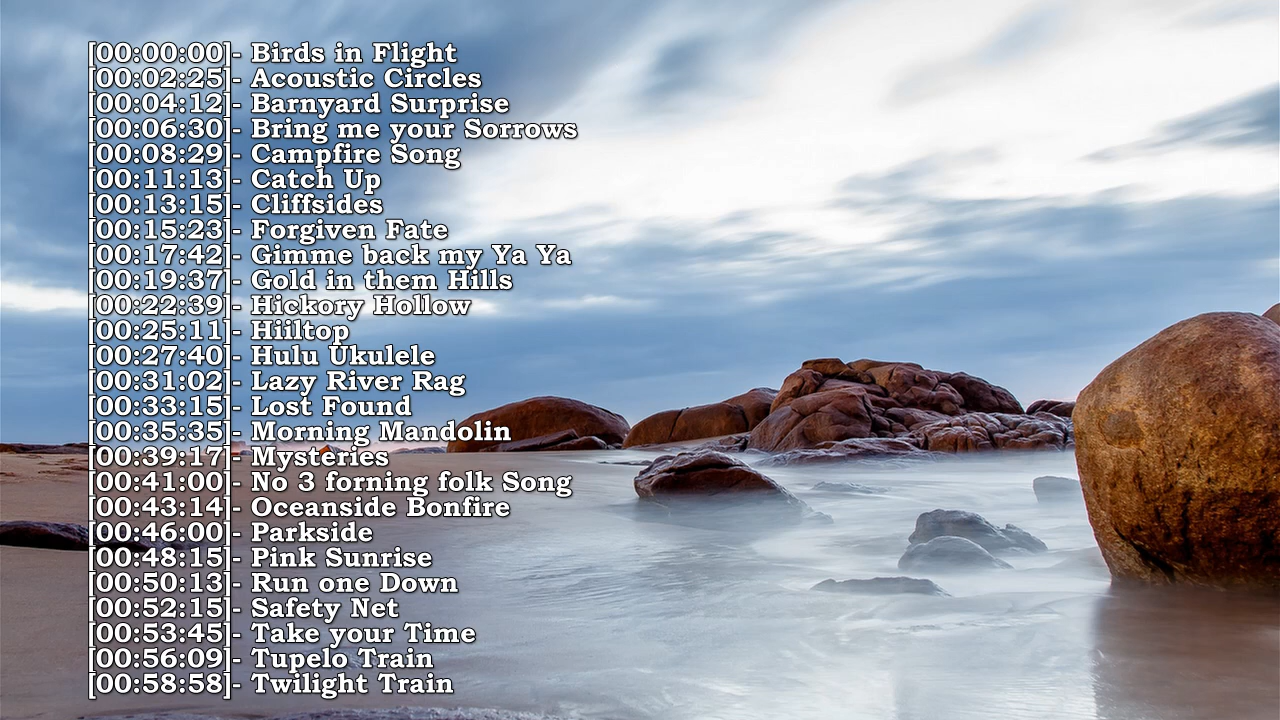 [00:00:00]- Birds in Flight
[00:02:25]- Acoustic Circles
[00:04:12]- Barnyard Surprise
[00:06:30]- Bring me your Sorrows
[00:08:29]- Campfire Song
[00:11:13]- Catch Up
[00:13:15]- Cliffsides
[00:15:23]- Forgiven Fate
[00:17:42]- Gimme back my Ya Ya
[00:19:37]- Gold in them Hills
[00:22:39]- Hickory Hollow
[00:25:11]- Hiiltop
[00:27:40]- Hulu Ukulele
[00:31:02]- Lazy River Rag
[00:33:15]- Lost Found
[00:35:35]- Morning Mandolin
[00:39:17]- Mysteries
[00:41:00]- No 3 forning folk Song
[00:43:14]- Oceanside Bonfire
[00:46:00]- Parkside
[00:48:15]- Pink Sunrise
[00:50:13]- Run one Down
[00:52:15]- Safety Net
[00:53:45]- Take your Time
[00:56:09]- Tupelo Train
[00:58:58]- Twilight Train